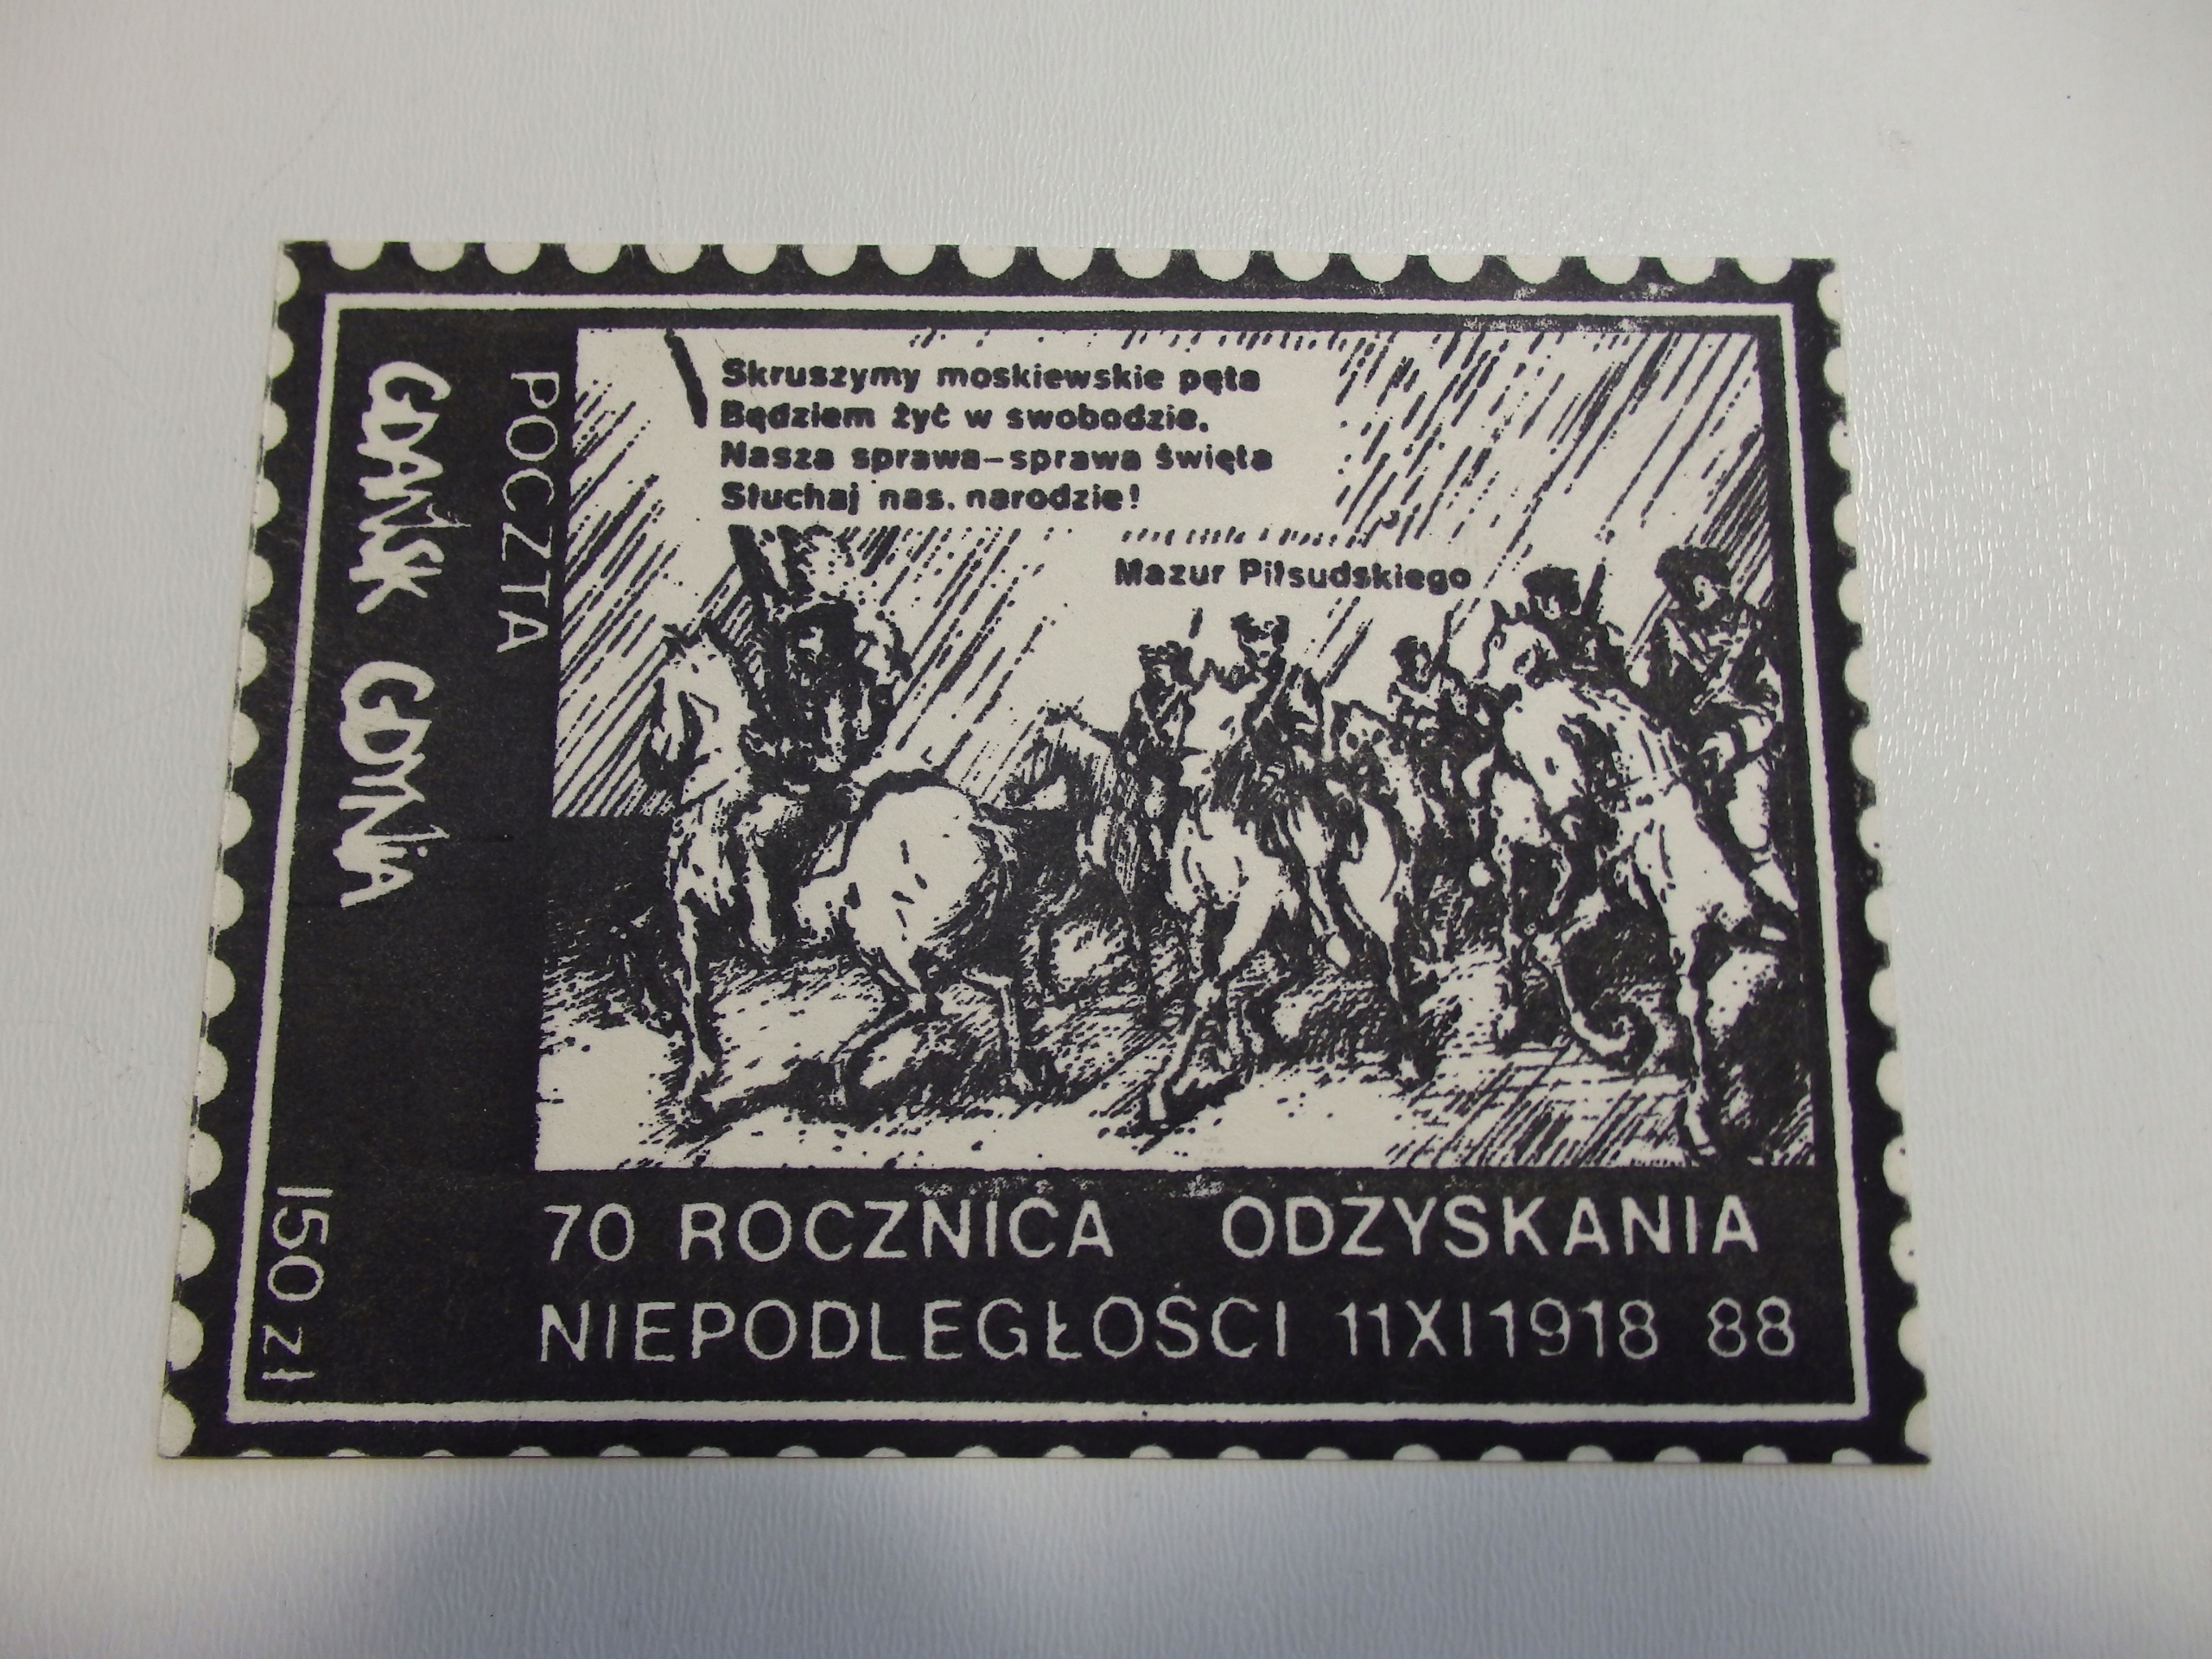 Skruszymy moskiewskie pęta
Będziem żyć w swobodzie.
Nasza sprawa-sprawa święta
Słuchaj nas. narodzie!
Mazur Piłsudskiego
POCZTA
GDAŃSK GDYNiA
150 zł
70 ROCZNICA ODZYSKANIA
NIEPODLEGŁOŚCI 11XI1918 88